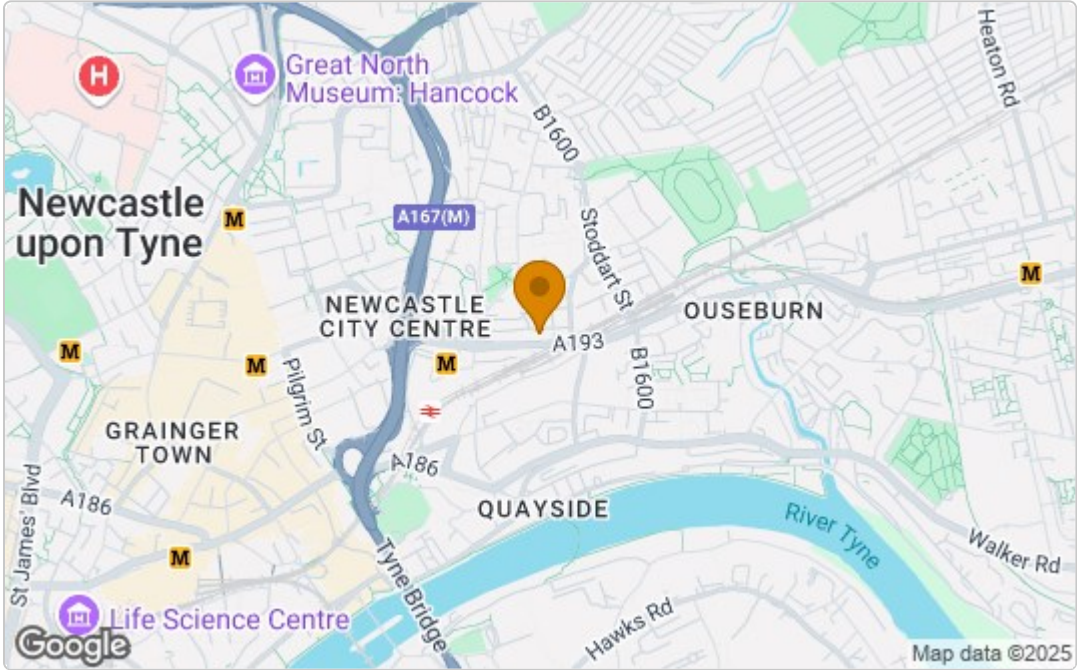 Heaton Rd
H
Great North
Museum: Hancock
B1600
Newcastle
upon Tyne
M
A167(M)
Stoddart St
M
NEWCASTLE
CITY CENTRE
OUSEBURN
A193
M
M
M
Pilgrim St
B1600
GRAINGER
TOWN
A186
A186
St James' Blvd
QUAYSIDE
River Tyne
Walker Rd
M
Tyne Bridge
Life Science Centre
Hawks Rd
Google
Map data ©2025